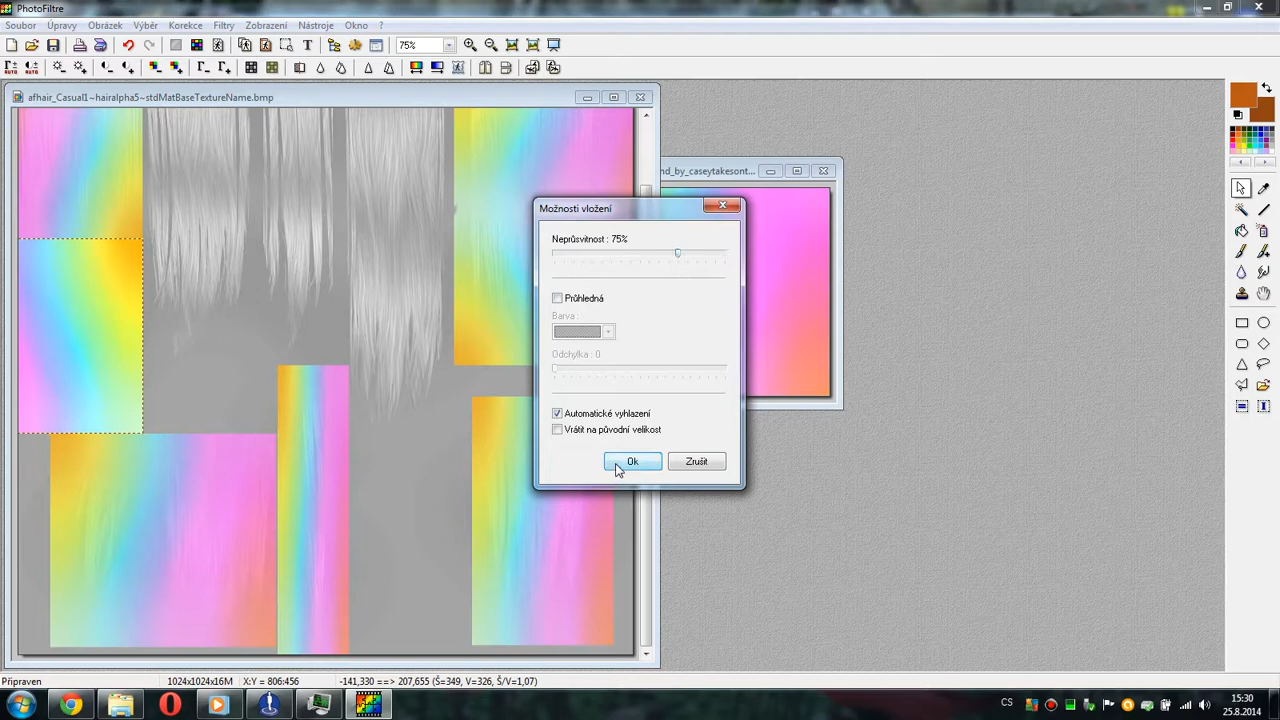 PhotoFiltre
Soubor Úpravy Obrázek Výběr Korekce Filtry Zobrazení Nástroje Okno ?
75%
AUTO AUTO
afhair_Casual1~hairalpha5~stdMatBaseTextureName.bmp
nd_by_caseytakesont...
Možnosti vložení
Neprůsvitnost : 75%
Průhledná
Barva :
Odchylka : 0
Automatické vyhlazení
Vrátit na původní velikost
Ok Zrušit
Připraven 1024x1024x16M X:Y = 806:456 -141,330 ==> 207,655 (Š=349, V=326, Š/V=1,07)
CS 15:30
25.8.2014